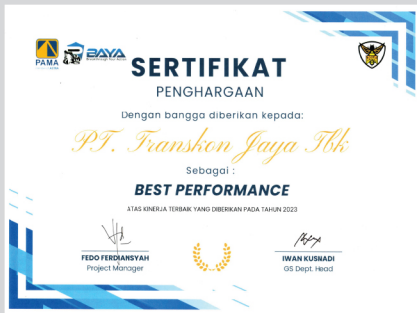 PAMA
BAYA
SERTIFIKAT
PENGHARGAAN
Dengan bangga diberikan kepada:
PT. Transkon Jaya Tbk
Sebagai :
BEST PERFORMANCE
ATAS KINERJA TERBAIK YANG DIBERIKAN PADA TAHUN 2023
FEDO FERDIANSYAH
Project Manager
IWAN KUSNADI
GS Dept. Head